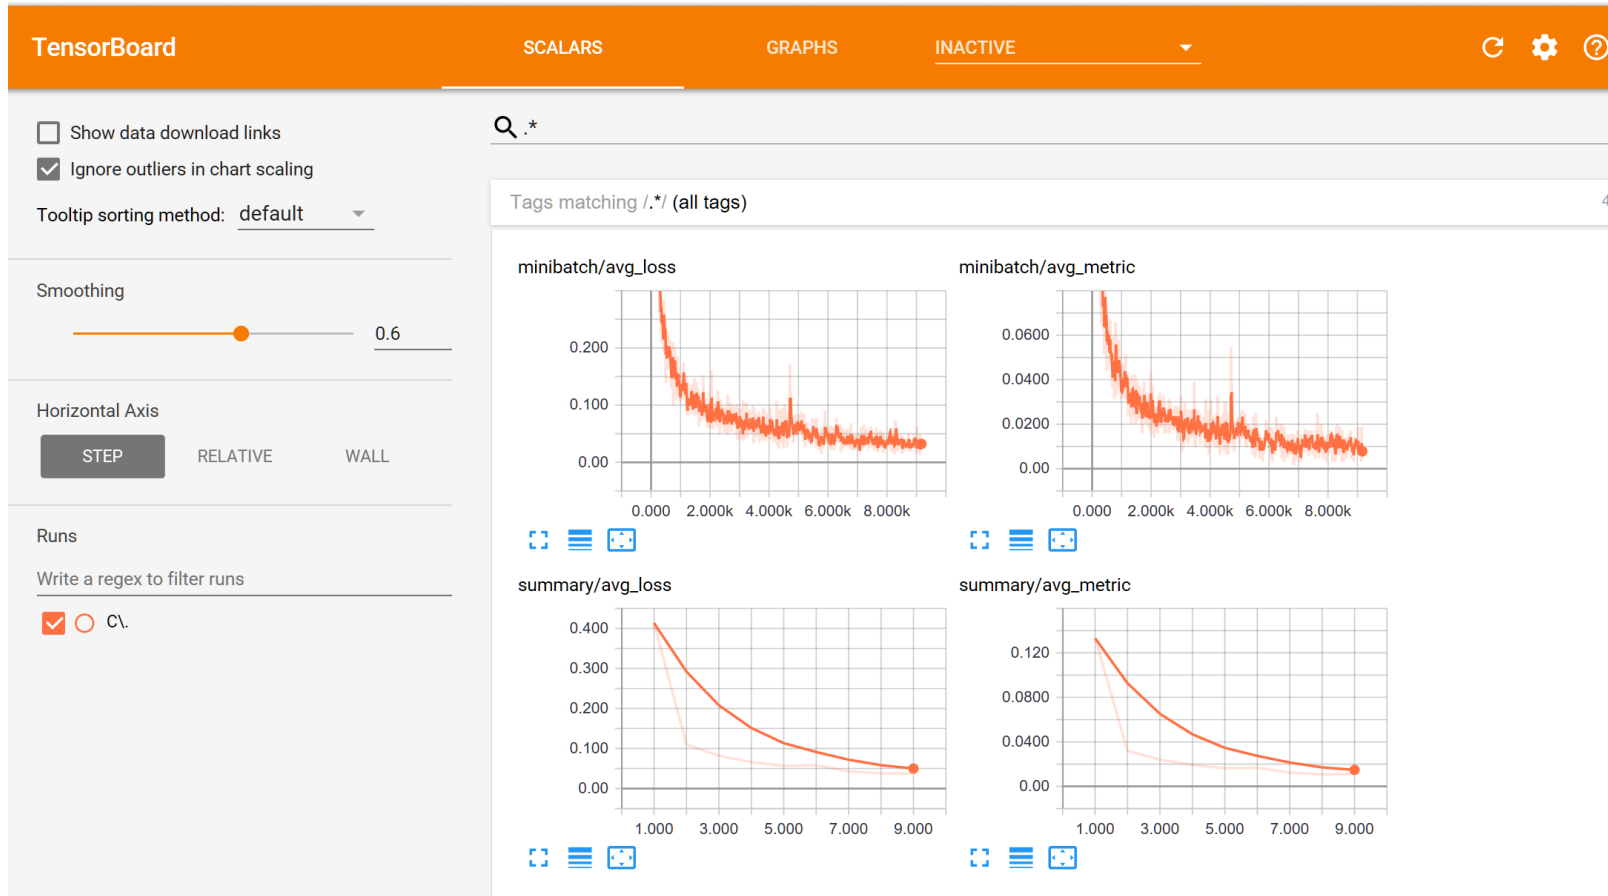 TensorBoard
SCALARS
GRAPHS
INACTIVE
Show data download links
Ignore outliers in chart scaling
Tooltip sorting method: default
Smoothing
0.6
Horizontal Axis
STEP RELATIVE WALL
Runs
Write a regex to filter runs
C\.
.*
Tags matching /.*/ (all tags)
4
minibatch/avg_loss
0.200
0.100
0.00
0.000 2.000k 4.000k 6.000k 8.000k
minibatch/avg_metric
0.0600
0.0400
0.0200
0.00
0.000 2.000k 4.000k 6.000k 8.000k
summary/avg_loss
0.400
0.300
0.200
0.100
0.00
1.000 3.000 5.000 7.000 9.000
summary/avg_metric
0.120
0.0800
0.0400
0.00
1.000 3.000 5.000 7.000 9.000